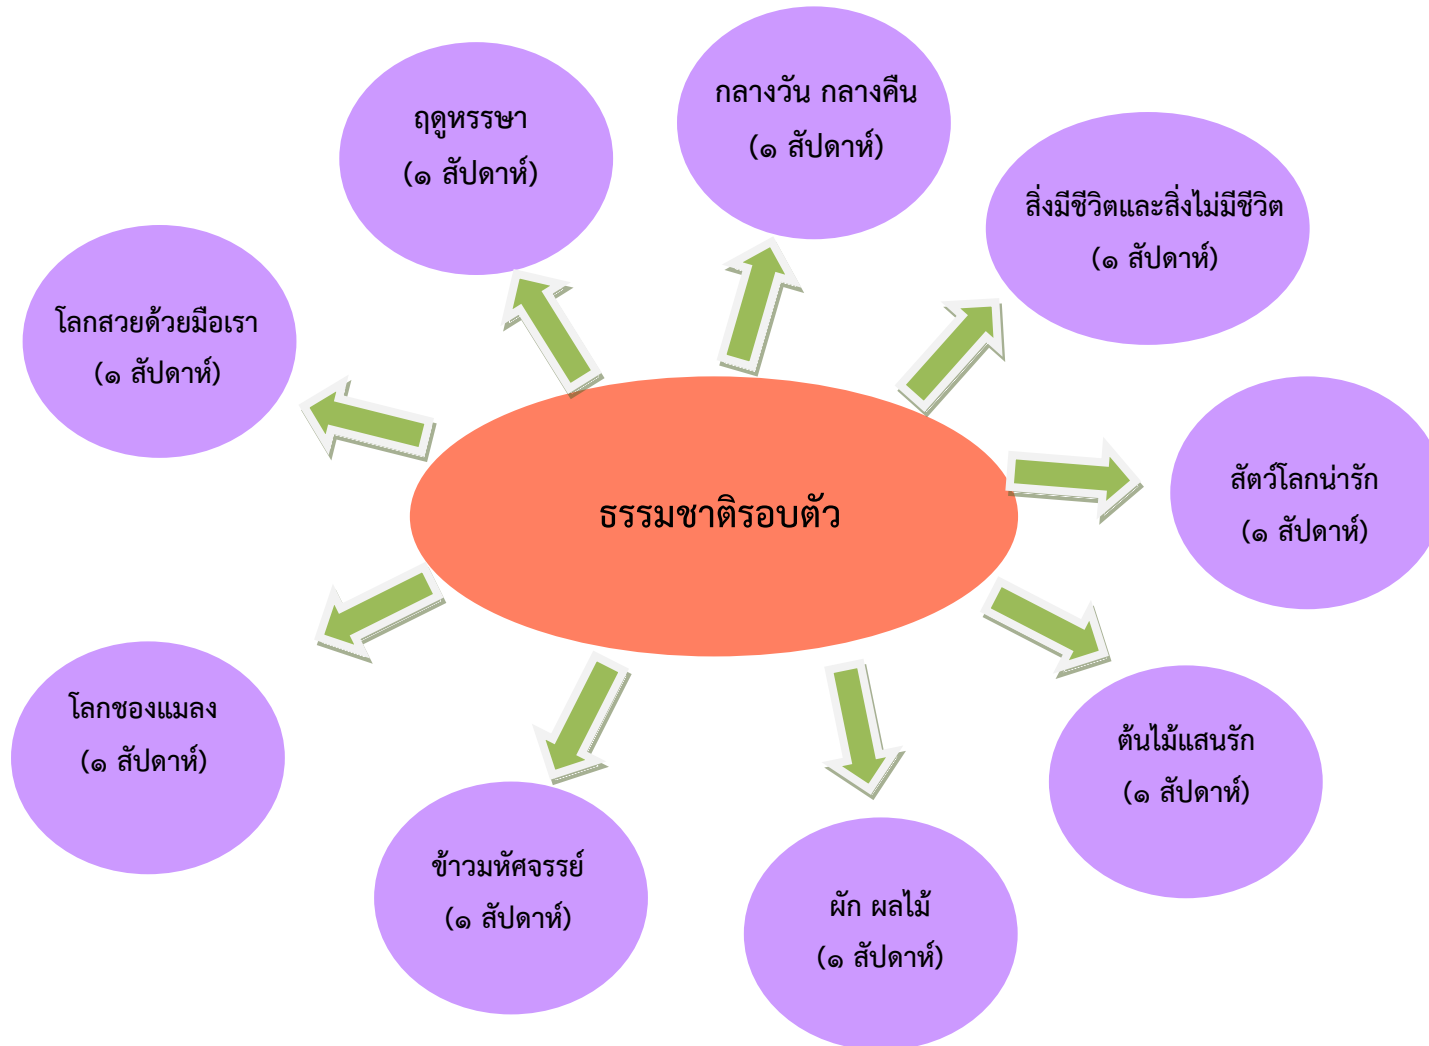 กลางวัน กลางคืน
(๑ สัปดาห์)
ฤดูหรรษา
(๑ สัปดาห์)
สิ่งมีชีวิตและสิ่งไม่มีชีวิต
(๑ สัปดาห์)
โลกสวยด้วยมือเรา
(๑ สัปดาห์)
สัตว์โลกน่ารัก
(๑ สัปดาห์)
ธรรมชาติรอบตัว
โลกชองแมลง
(๑ สัปดาห์)
ต้นไม้แสนรัก
(๑ สัปดาห์)
ข้าวมหัศจรรย์
(๑ สัปดาห์)
ผัก ผลไม้
(๑ สัปดาห์)